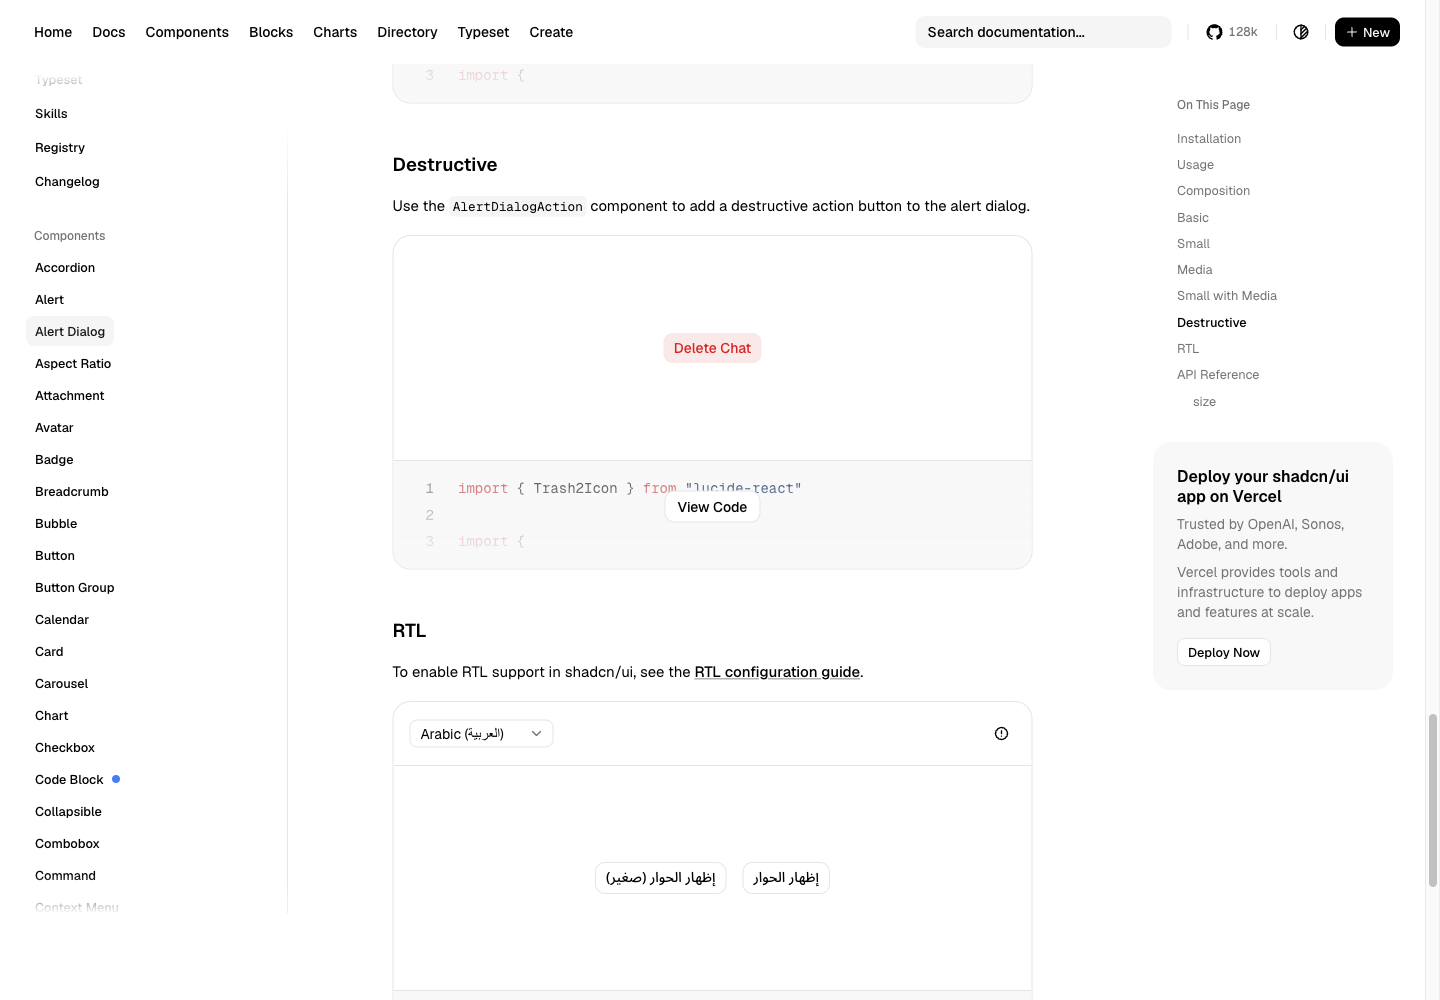 Home Docs Components Blocks Charts Directory Typeset Create Search documentation... 128k New
Typeset
Skills
Registry
Changelog
Components
Accordion
Alert
Alert Dialog
Aspect Ratio
Attachment
Avatar
Badge
Breadcrumb
Bubble
Button
Button Group
Calendar
Card
Carousel
Chart
Checkbox
Code Block
Collapsible
Combobox
Command
Context Menu
3 import {
Destructive
Use the AlertDialogAction component to add a destructive action button to the alert dialog.
Delete Chat
1 import { Trash2Icon } from "lucide-react"
View Code
2
3 import {
RTL
To enable RTL support in shadcn/ui, see the RTL configuration guide.
Arabic (العربية)
إظهار الحوار
إظهار الحوار (صغير)
On This Page
Installation
Usage
Composition
Basic
Small
Media
Small with Media
Destructive
RTL
API Reference
size
Deploy your shadcn/ui
app on Vercel
Trusted by OpenAI, Sonos,
Adobe, and more.
Vercel provides tools and
infrastructure to deploy apps
and features at scale.
Deploy Now